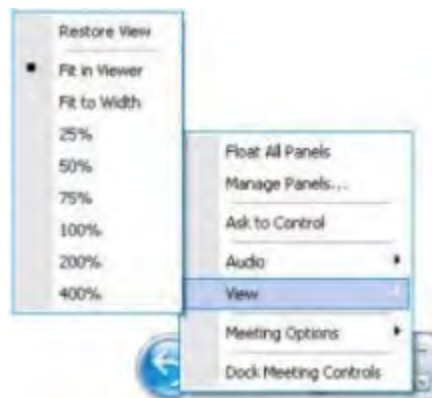 Restore View
Fit in Viewer
Fit to Width
25%
50%
75%
100%
200%
400%
Float All Panels
Manage Panels...
Ask to Control
Audio
View
Meeting Options
Dock Meeting Controls